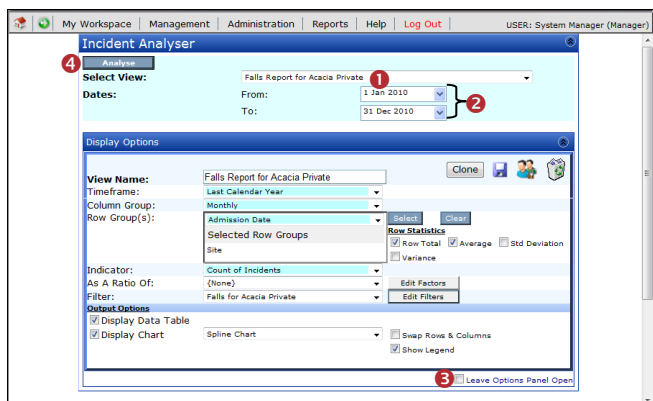 My Workspace | Management | Administration | Reports | Help | Log Out | USER: System Manager (Manager)
Incident Analyser
4 Analyse
Select View: Falls Report for Acacia Private 1
Dates: From: 1 Jan 2010 2
To: 31 Dec 2010
Display Options
View Name: Falls Report for Acacia Private Clone
Timeframe: Last Calendar Year
Column Group: Monthly
Row Group(s): Admission Date Select Clear
Selected Row Groups Row Statistics
Row Total Average Std Deviation
Site
Variance
Indicator: Count of Incidents
As A Ratio Of: {None} Edit Factors
Filter: Falls for Acacia Private Edit Filters
Output Options
Display Data Table
Display Chart Spline Chart Swap Rows & Columns
Show Legend
3 Leave Options Panel Open